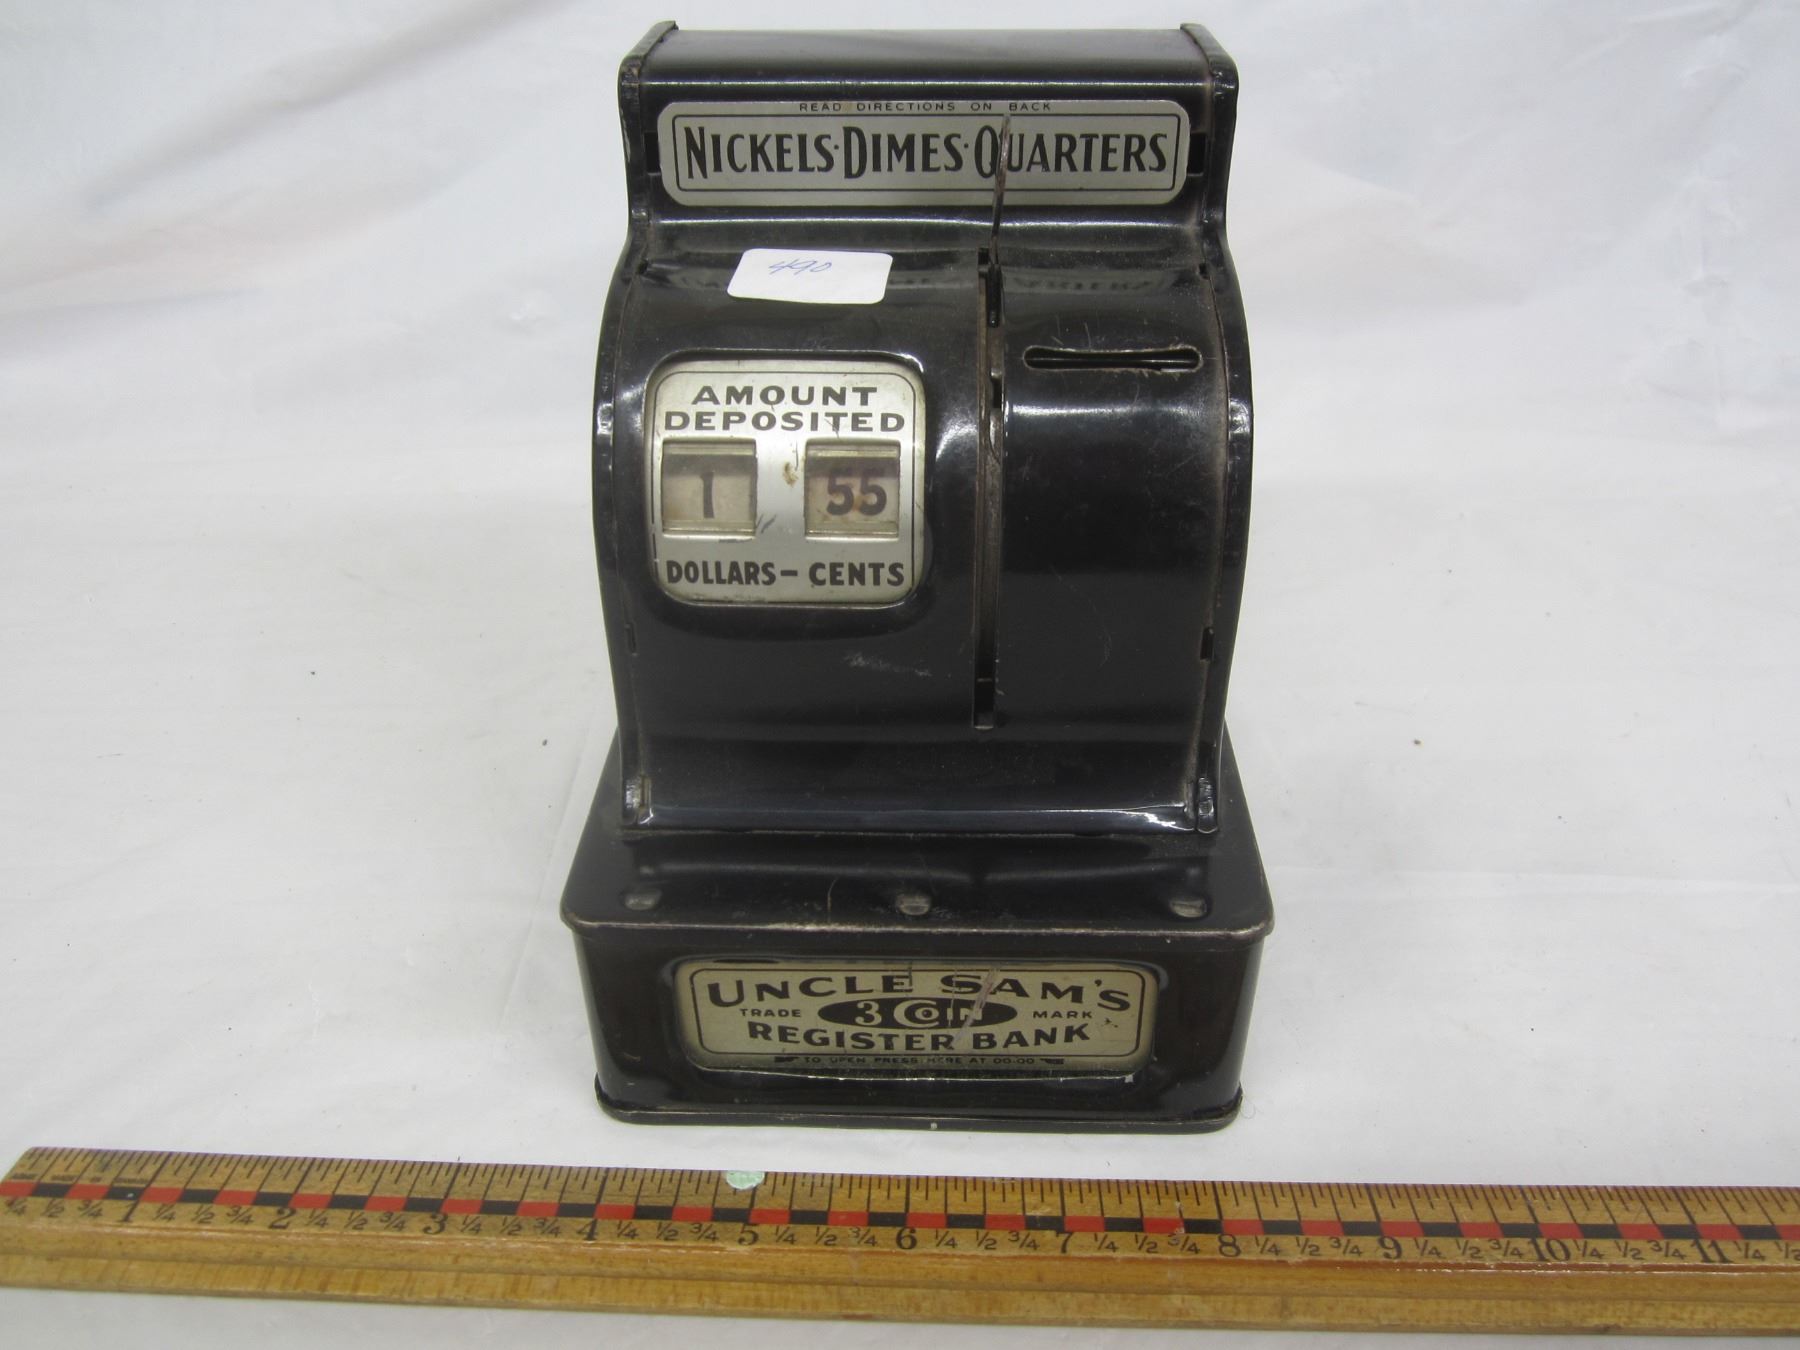 READ DIRECTIONS ON BACK
NICKELS·DIMES·QUARTERS
490
AMOUNT
DEPOSITED
1 55
DOLLARS-CENTS
UNCLE SAM'S
TRADE 3 COIN MARK
REGISTER BANK
TO OPEN PRESS HERE AT 00-00
1/4 1/2 3/4 1 1/4 1/2 3/4 2 1/4 1/2 3/4 3 1/4 1/2 3/4 4 1/4 1/2 3/4 5 1/4 1/2 3/4 6 1/4 1/2 3/4 7 1/4 1/2 3/4 8 1/4 1/2 3/4 9 1/4 1/2 3/4 10 1/4 1/2 3/4 11 1/4 1/2